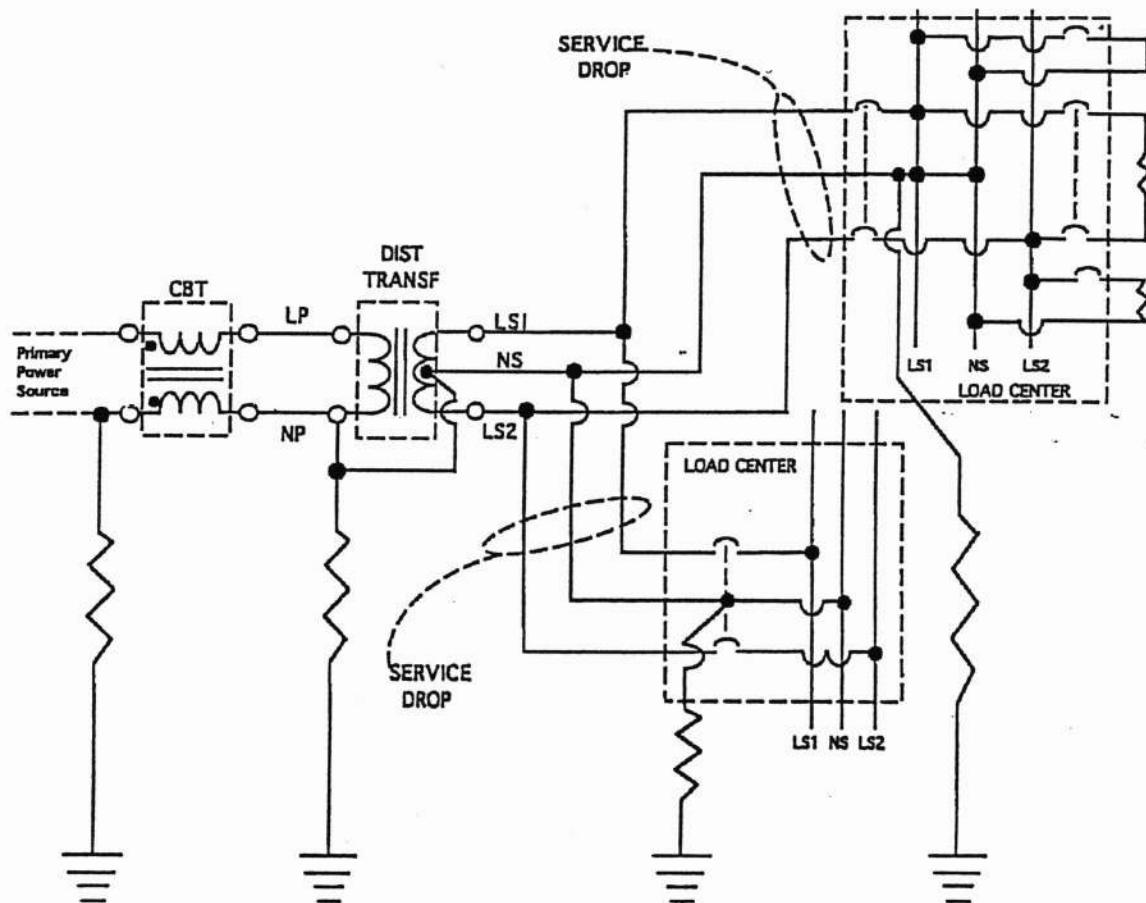 SERVICE
DROP
LS1 NS LS2
LOAD CENTER
DIST
TRANSF
CBT
LP
LS1
Primary
Power
Source
NS
NP
LS2
LOAD CENTER
SERVICE
DROP
LS1 NS LS2